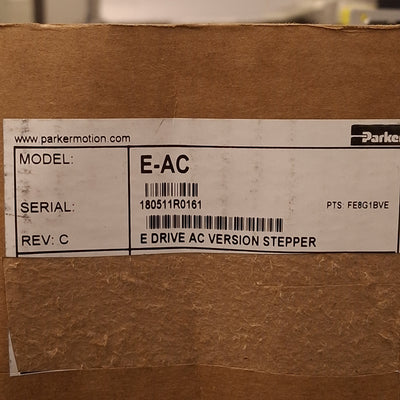 www.parkermotion.com Parker
MODEL: E-AC
SERIAL: 180511R0161 PTS: FE8G1BVE
REV: C E DRIVE AC VERSION STEPPER